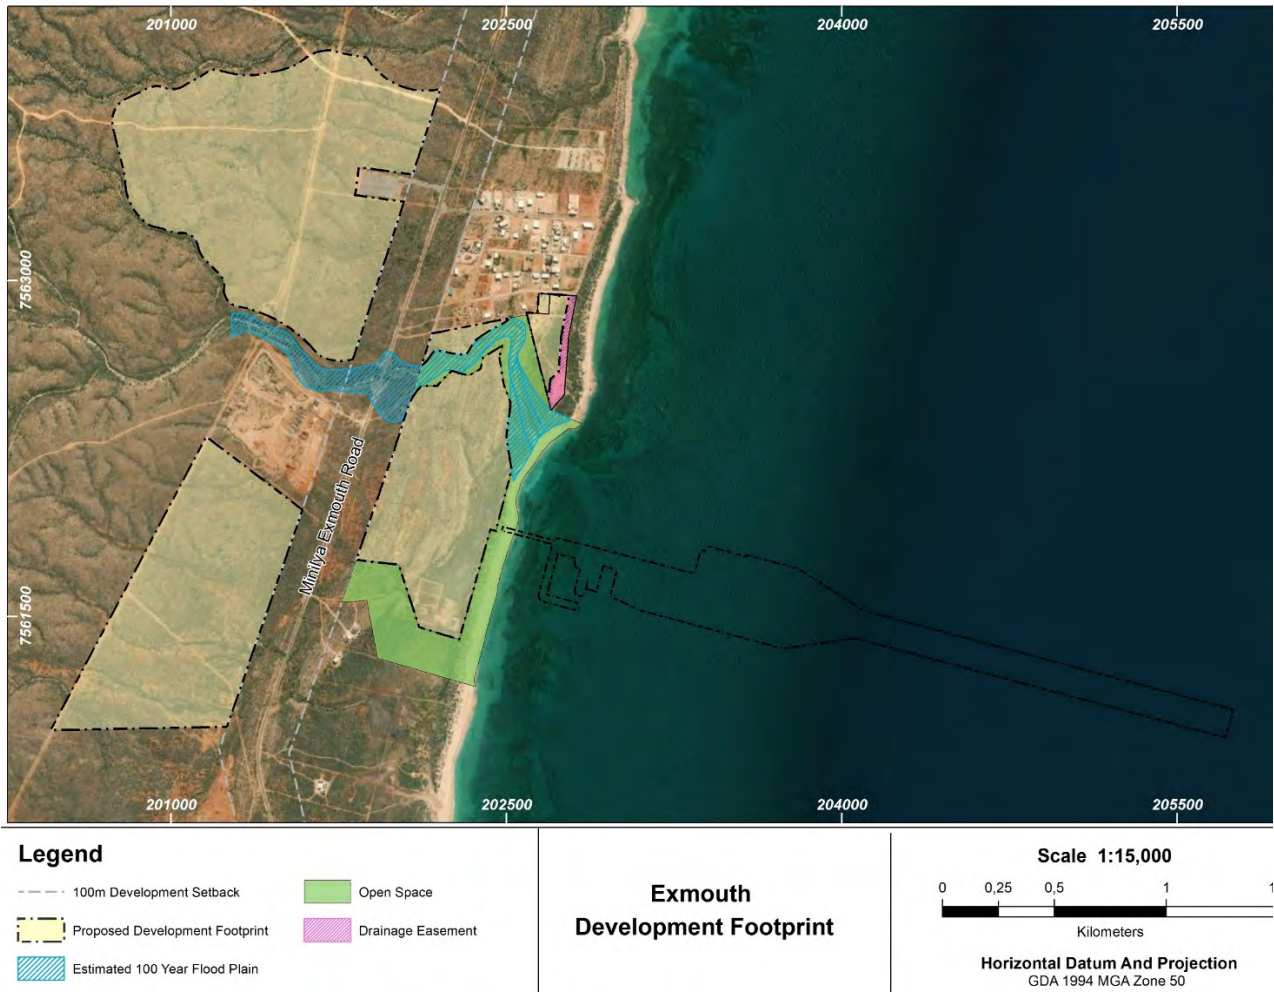 201000 202500 204000 205500
7563000
Minilya Exmouth Road
7561500
201000 202500 204000 205500
Legend
100m Development Setback
Open Space
Proposed Development Footprint
Drainage Easement
Estimated 100 Year Flood Plain
Exmouth
Development Footprint
Scale 1:15,000
0 0,25 0,5 1
Kilometers
Horizontal Datum And Projection
GDA 1994 MGA Zone 50